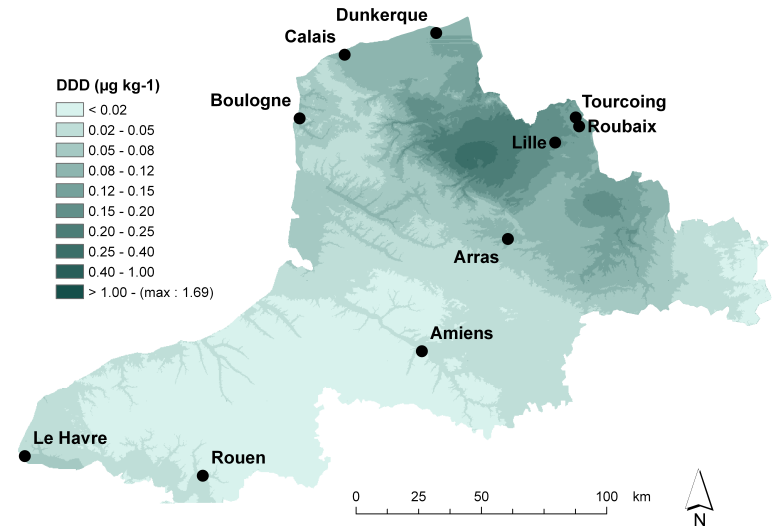 Dunkerque
Calais
DDD (µg kg-1)
< 0.02
0.02 - 0.05
0.05 - 0.08
0.08 - 0.12
0.12 - 0.15
0.15 - 0.20
0.20 - 0.25
0.25 - 0.40
0.40 - 1.00
> 1.00 - (max : 1.69)
Boulogne
Tourcoing
Roubaix
Lille
Arras
Amiens
Le Havre
Rouen
0 25 50 100 km
N